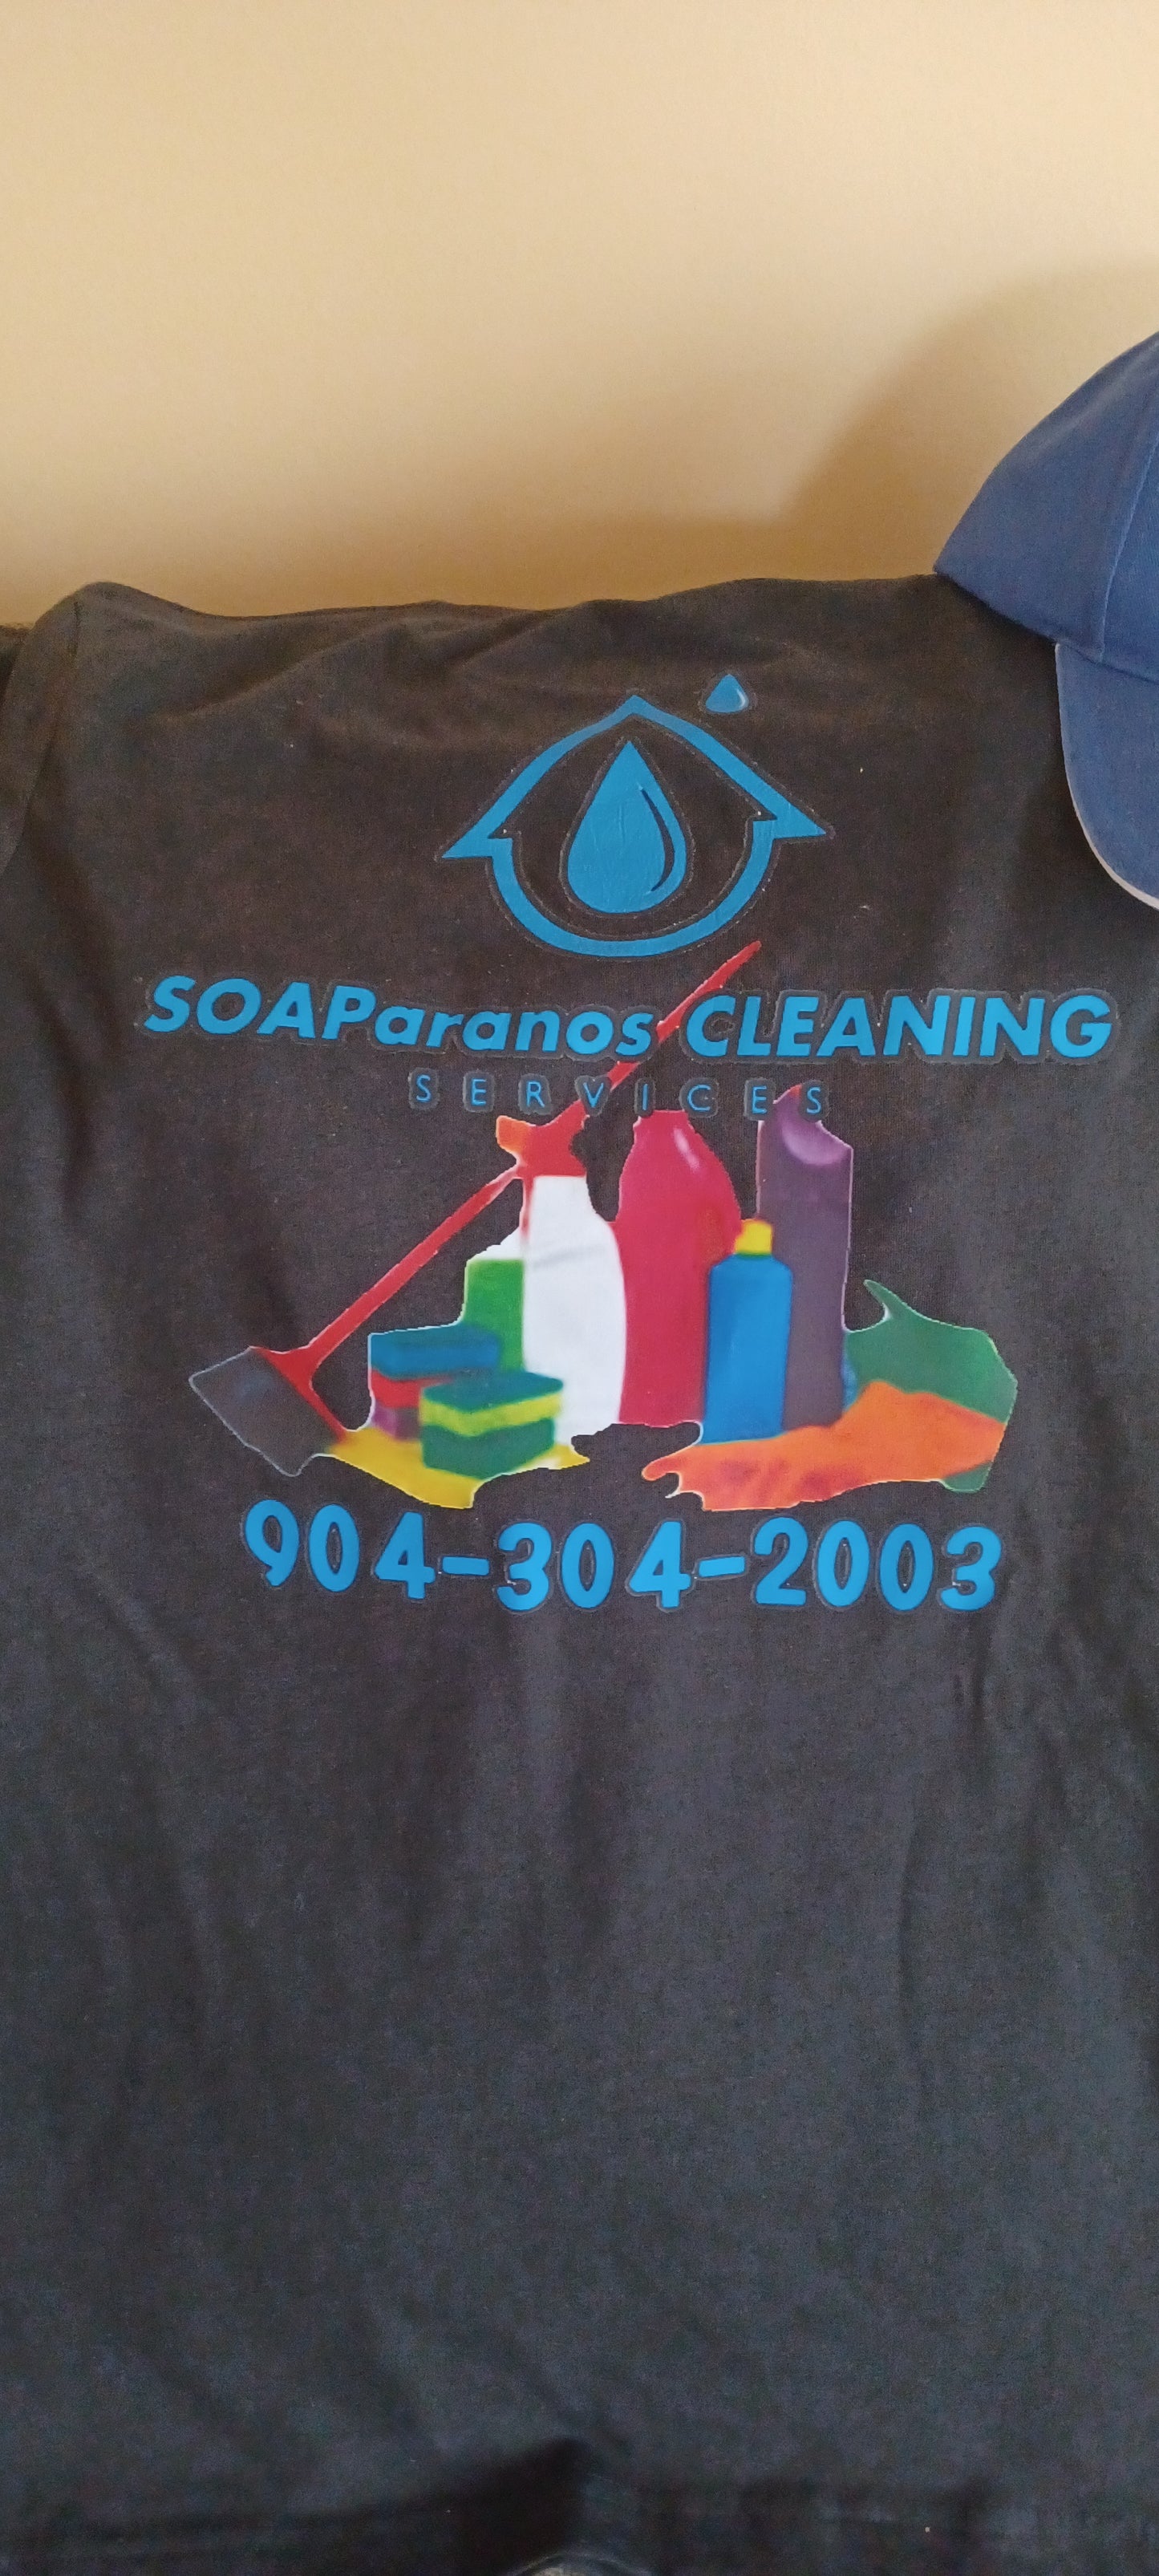 SOAParanos CLEANING
SERVICES
904-304-2003